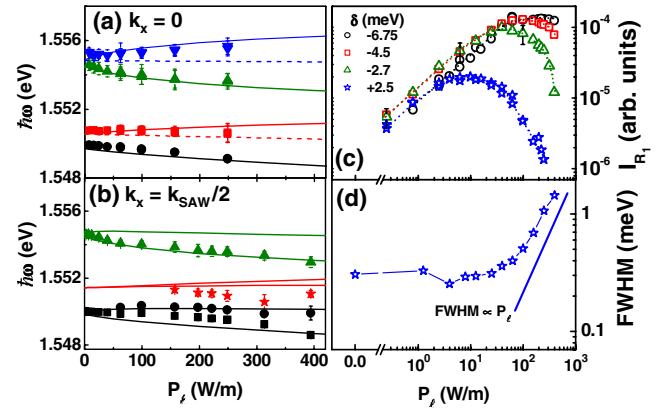 (a) k_x = 0
1.556
1.552
1.548
ħω (eV)
(b) k_x = k_SAW/2
1.556
1.552
1.548
ħω (eV)
0 100 200 300 400
P_ℓ (W/m)
δ (meV)
-6.75
-4.5
-2.7
+2.5
(c)
10^-4
10^-5
10^-6
I_R1 (arb. units)
(d)
FWHM ∝ P_ℓ
1
0.1
FWHM (meV)
0.0 10^0 10^1 10^2 10^3
P_ℓ (W/m)